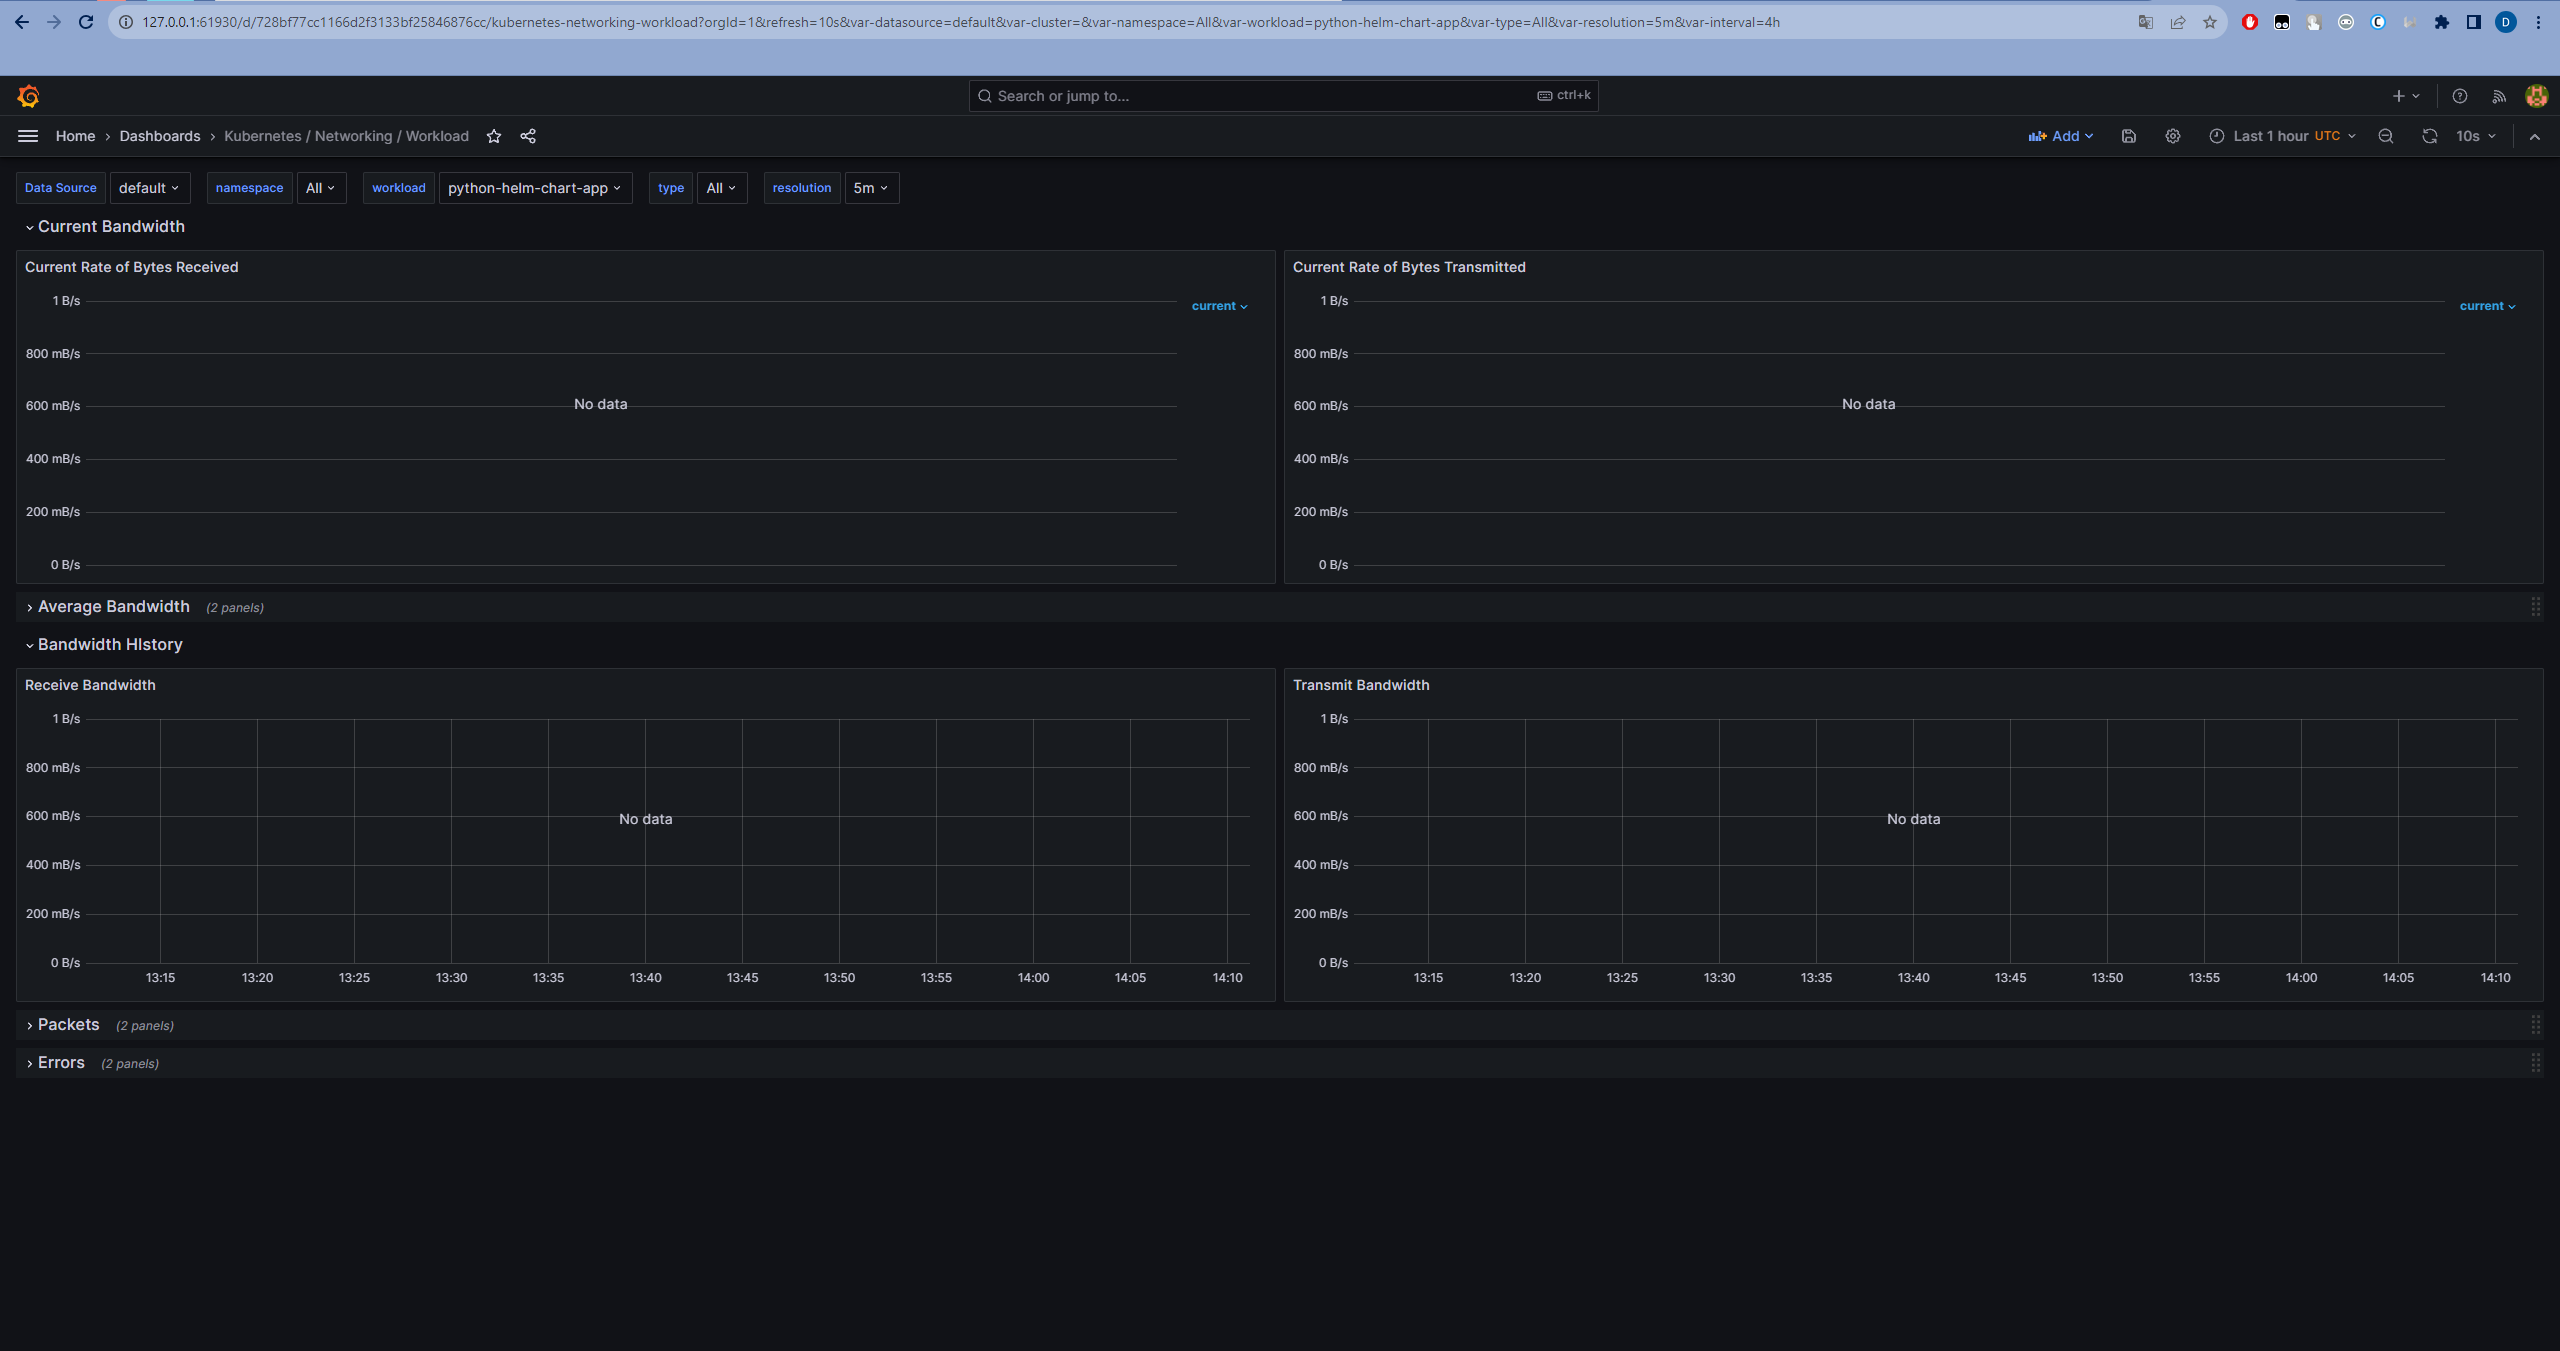 127.0.0.1:61930/d/728bf77cc1166d2f3133bf25846876cc/kubernetes-networking-workload?orgId=1&refresh=10s&var-datasource=default&var-cluster=&var-namespace=All&var-workload=python-helm-chart-app&var-type=All&var-resolution=5m&var-interval=4h
D
Search or jump to... ctrl+k
Home › Dashboards › Kubernetes / Networking / Workload
Add Last 1 hour UTC 10s
Data Source default namespace All workload python-helm-chart-app type All resolution 5m
Current Bandwidth
Current Rate of Bytes Received
1 B/s
800 mB/s
600 mB/s
400 mB/s
200 mB/s
0 B/s
No data
current
Current Rate of Bytes Transmitted
1 B/s
800 mB/s
600 mB/s
400 mB/s
200 mB/s
0 B/s
No data
current
Average Bandwidth (2 panels)
Bandwidth HIstory
Receive Bandwidth
1 B/s
800 mB/s
600 mB/s
400 mB/s
200 mB/s
0 B/s
No data
13:15 13:20 13:25 13:30 13:35 13:40 13:45 13:50 13:55 14:00 14:05 14:10
Transmit Bandwidth
1 B/s
800 mB/s
600 mB/s
400 mB/s
200 mB/s
0 B/s
No data
13:15 13:20 13:25 13:30 13:35 13:40 13:45 13:50 13:55 14:00 14:05 14:10
Packets (2 panels)
Errors (2 panels)